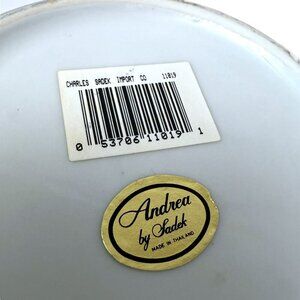 CHARLES SADEK IMPORT CO 11019
0 53706 11019 1
Andrea
by Sadek
MADE IN THAILAND